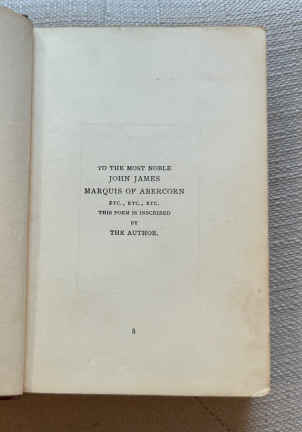 TO THE MOST NOBLE
JOHN JAMES
MARQUIS OF ABERCORN
ETC., ETC., ETC.
THIS POEM IS INSCRIBED
BY
THE AUTHOR.
5